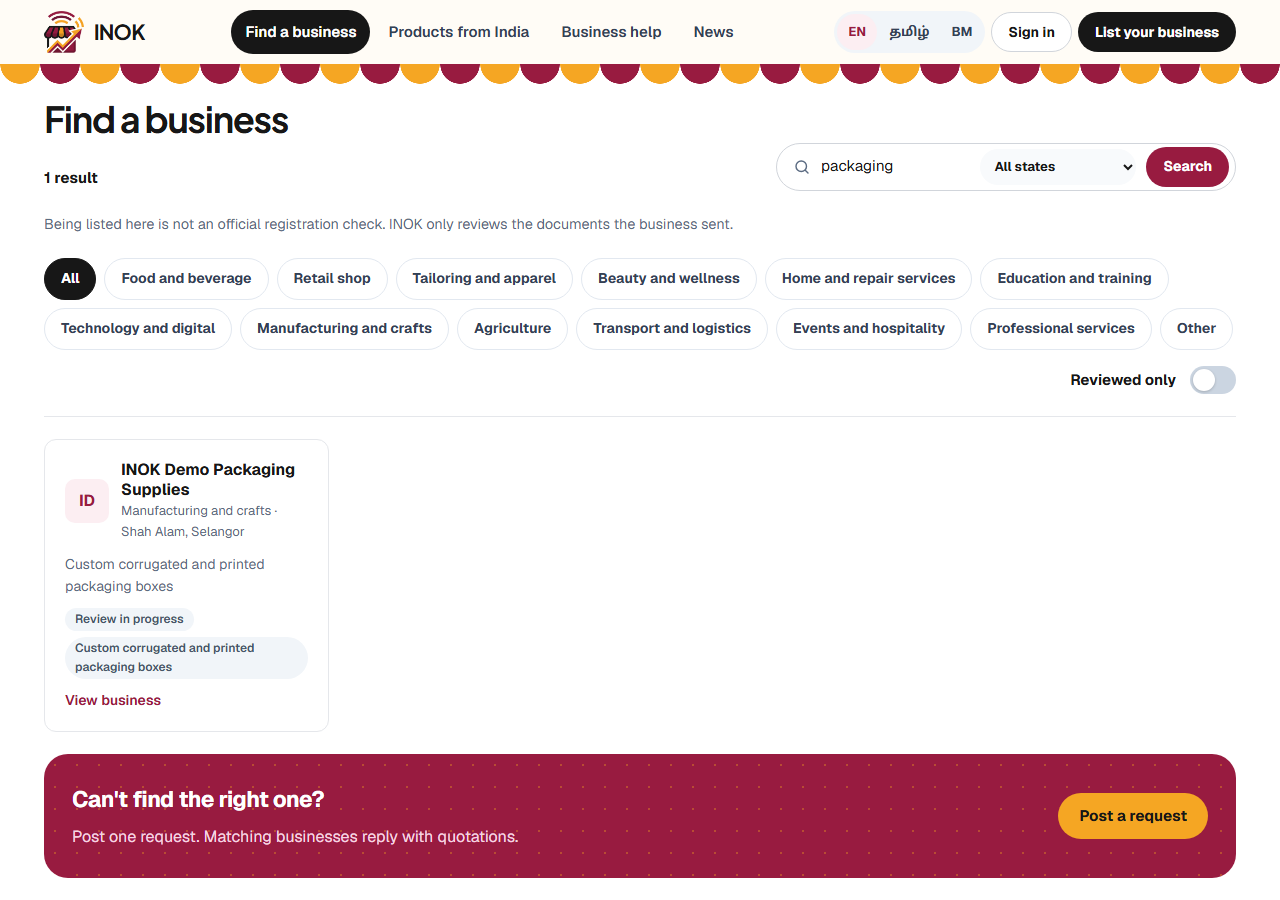 INOK
Find a business
Products from India
Business help
News
EN
தமிழ்
BM
Sign in
List your business
Find a business
1 result
packaging
All states
Search
Being listed here is not an official registration check. INOK only reviews the documents the business sent.
All
Food and beverage
Retail shop
Tailoring and apparel
Beauty and wellness
Home and repair services
Education and training
Technology and digital
Manufacturing and crafts
Agriculture
Transport and logistics
Events and hospitality
Professional services
Other
Reviewed only
ID
INOK Demo Packaging
Supplies
Manufacturing and crafts ·
Shah Alam, Selangor
Custom corrugated and printed
packaging boxes
Review in progress
Custom corrugated and printed
packaging boxes
View business
Can't find the right one?
Post one request. Matching businesses reply with quotations.
Post a request